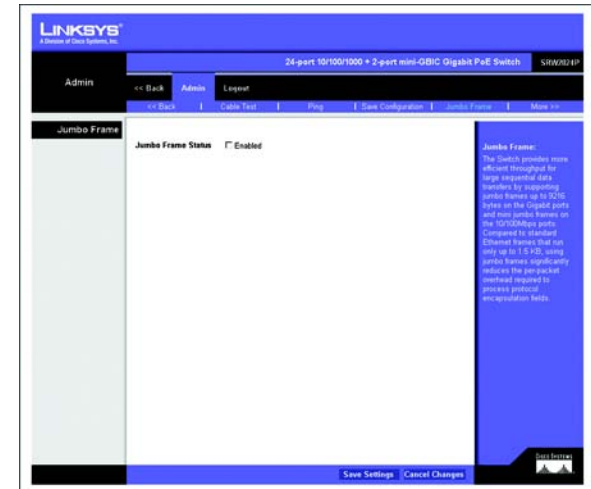 LINKSYS®
A Division of Cisco Systems, Inc.
24-port 10/100/1000 + 2-port mini-GBIC Gigabit PoE Switch SRW2024P
Admin
<< Back Admin Logout
<< Back | Cable Test | Ping | Save Configuration | Jumbo Frame | More >>
Jumbo Frame
Jumbo Frame Status Enabled
Jumbo Frame:
The Switch provides more
efficient throughput for
large sequential data
transfers by supporting
jumbo frames up to 9216
bytes on the Gigabit ports
and mini jumbo frames on
the 10/100Mbps ports.
Compared to standard
Ethernet frames that run
only up to 1.5 KB, using
jumbo frames significantly
reduces the per-packet
overhead required to
process protocol
encapsulation fields.
Save Settings Cancel Changes
CISCO SYSTEMS